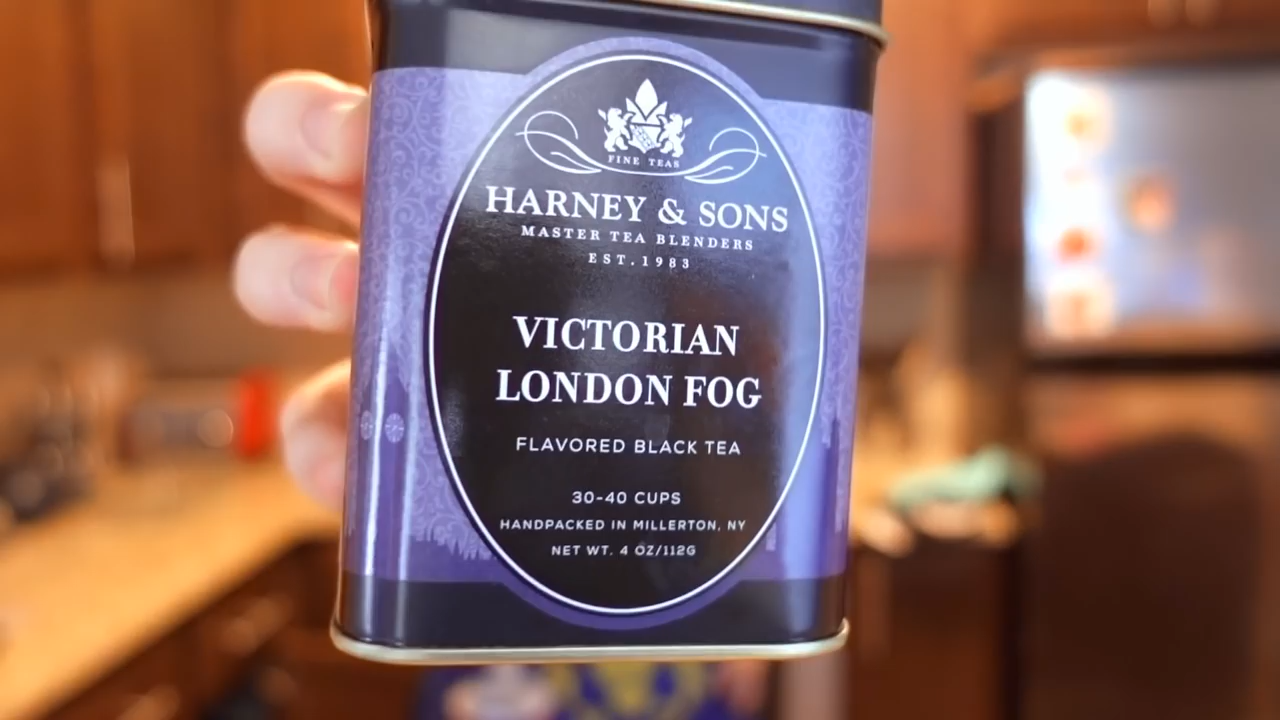 FINE TEAS
HARNEY & SONS
MASTER TEA BLENDERS
EST. 1983
VICTORIAN
LONDON FOG
FLAVORED BLACK TEA
30-40 CUPS
HANDPACKED IN MILLERTON, NY
NET WT. 4 OZ/112G